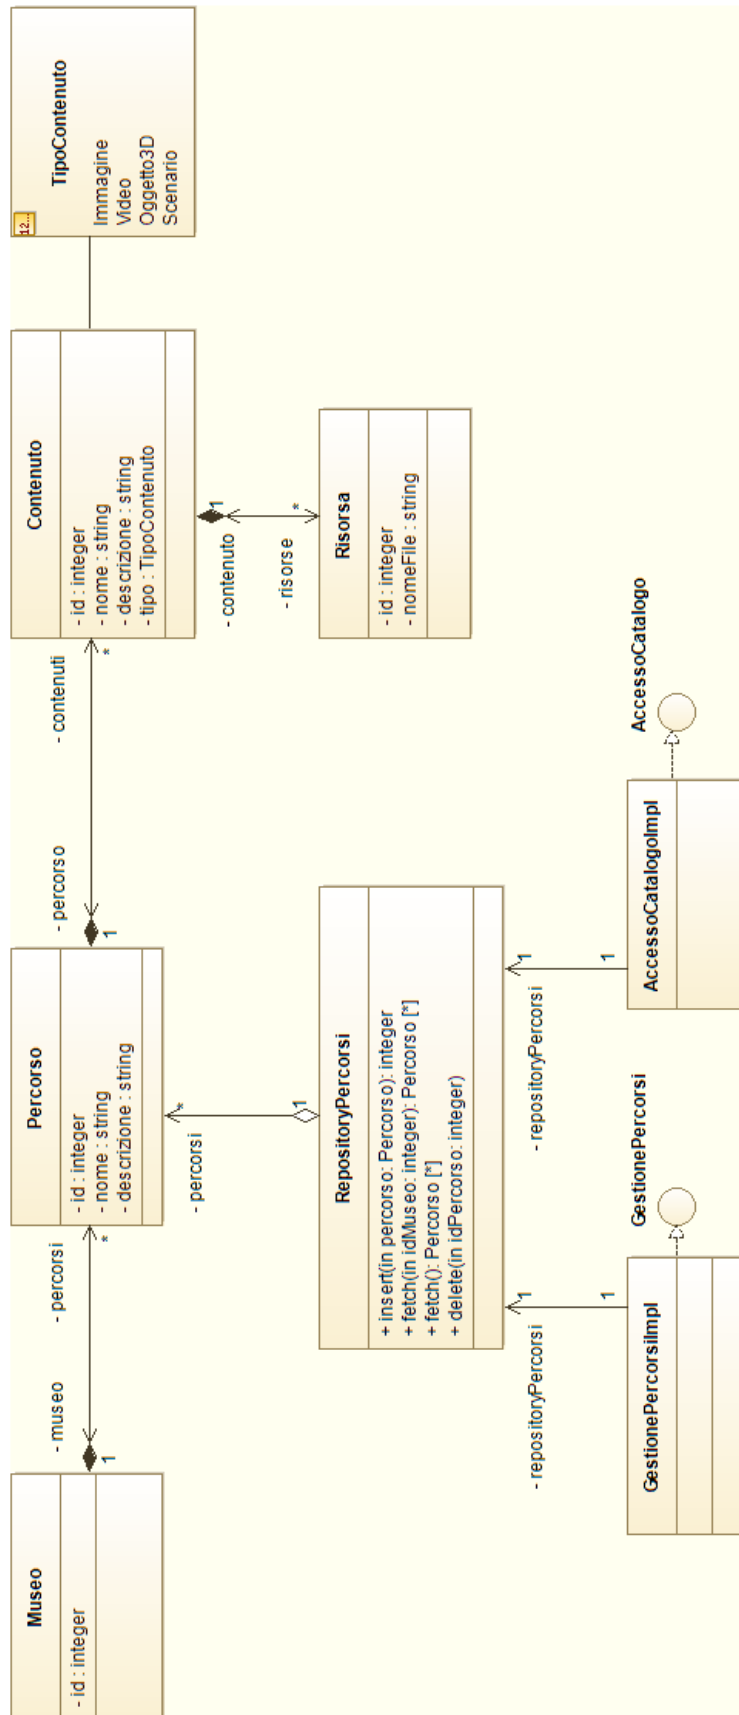 Museo
- id : integer
- museo
1
- percorsi
*
Percorso
- id : integer
- nome : string
- descrizione : string
- percorso
1
- contenuti
*
Contenuto
- id : integer
- nome : string
- descrizione : string
- tipo : TipoContenuto
12...
TipoContenuto
Immagine
Video
Oggetto3D
Scenario
- percorsi
*
1
1
- contenuto
*
- risorse
RepositoryPercorsi
+ insert(in percorso: Percorso): integer
+ fetch(in idMuseo: integer): Percorso [*]
+ fetch(): Percorso [*]
+ delete(in idPercorso: integer)
Risorsa
- id : integer
- nomeFile : string
- repositoryPercorsi
1
1
- repositoryPercorsi
1
1
GestionePercorsiImpl
GestionePercorsi
AccessoCatalogoImpl
AccessoCatalogo